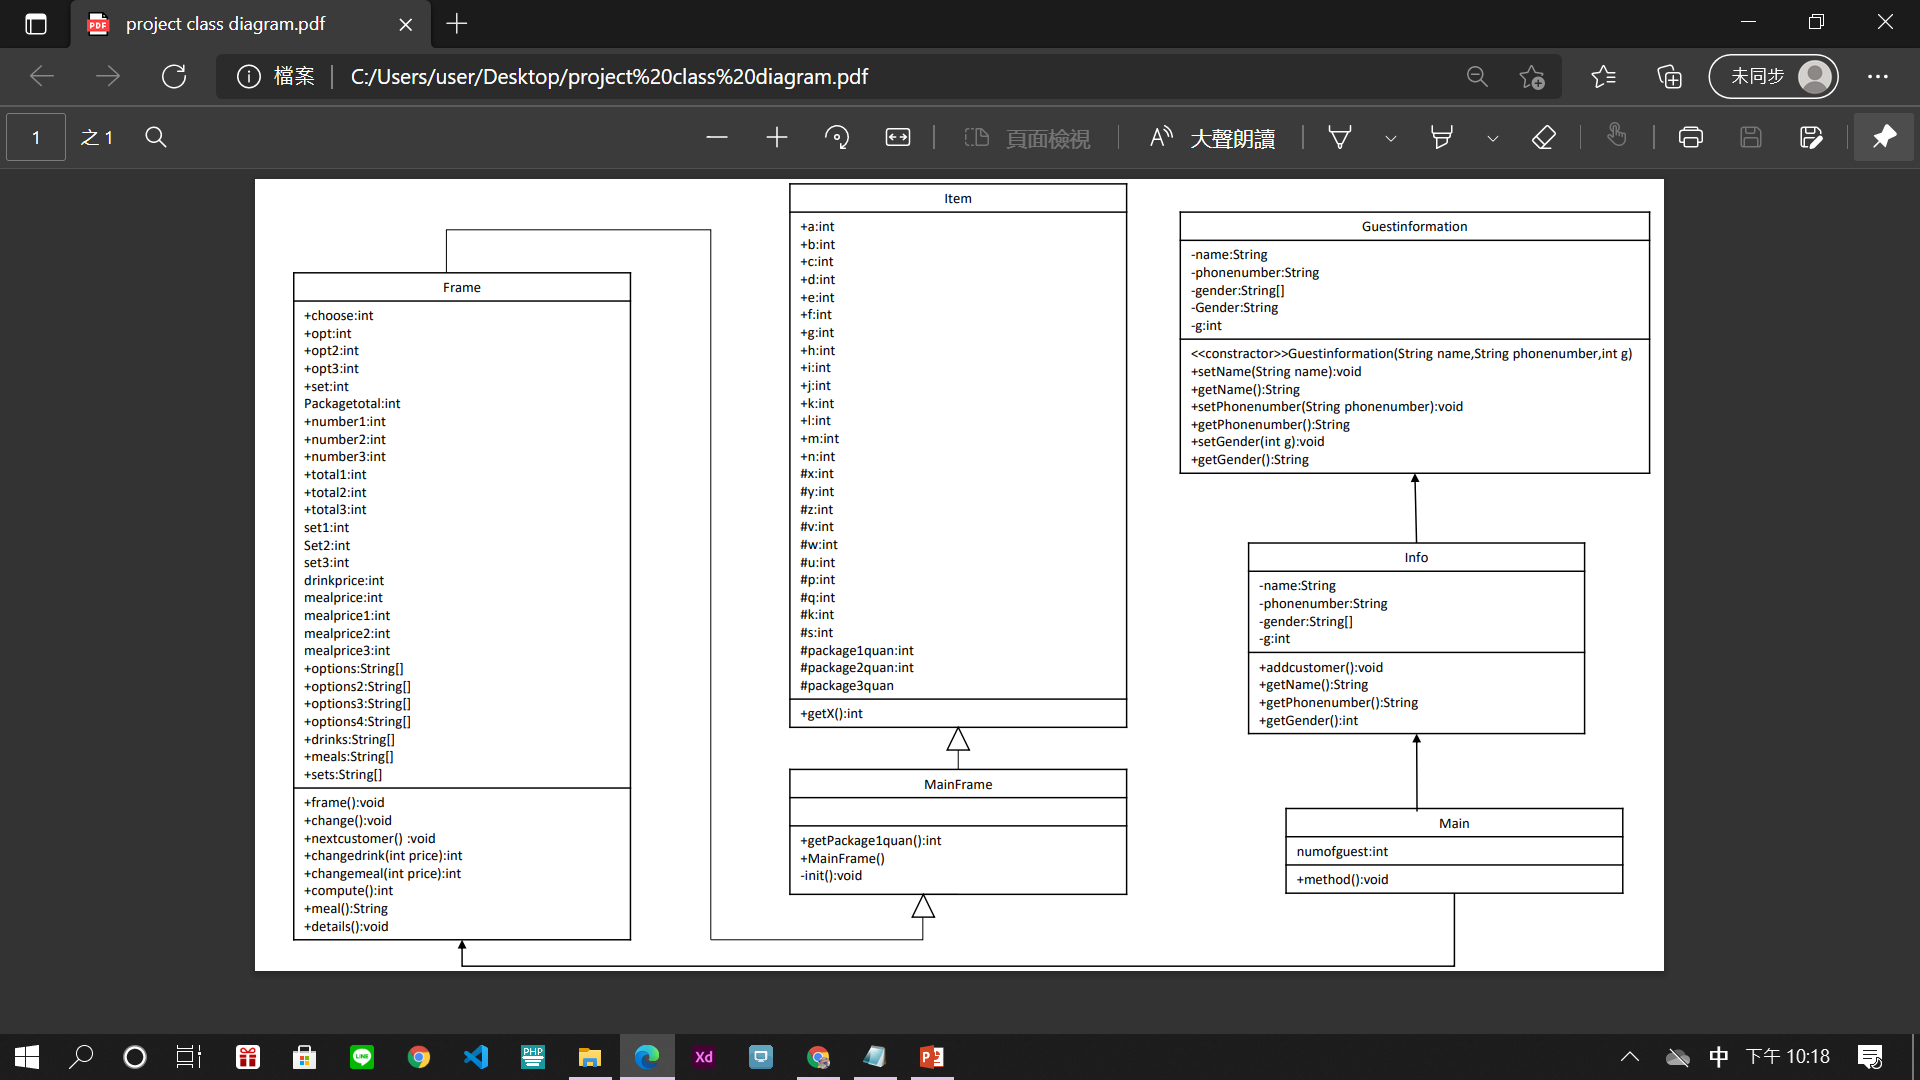 project class diagram.pdf
檔案
C:/Users/user/Desktop/project%20class%20diagram.pdf
未同步
1
之 1
頁面檢視
大聲朗讀
Frame
+choose:int
+opt:int
+opt2:int
+opt3:int
+set:int
Packagetotal:int
+number1:int
+number2:int
+number3:int
+total1:int
+total2:int
+total3:int
set1:int
Set2:int
set3:int
drinkprice:int
mealprice:int
mealprice1:int
mealprice2:int
mealprice3:int
+options:String[]
+options2:String[]
+options3:String[]
+options4:String[]
+drinks:String[]
+meals:String[]
+sets:String[]
+frame():void
+change():void
+nextcustomer() :void
+changedrink(int price):int
+changemeal(int price):int
+compute():int
+meal():String
+details():void
Item
+a:int
+b:int
+c:int
+d:int
+e:int
+f:int
+g:int
+h:int
+i:int
+j:int
+k:int
+l:int
+m:int
+n:int
#x:int
#y:int
#z:int
#v:int
#w:int
#u:int
#p:int
#q:int
#k:int
#s:int
#package1quan:int
#package2quan:int
#package3quan
+getX():int
MainFrame
+getPackage1quan():int
+MainFrame()
-init():void
Guestinformation
-name:String
-phonenumber:String
-gender:String[]
-Gender:String
-g:int
<<constractor>>Guestinformation(String name,String phonenumber,int g)
+setName(String name):void
+getName():String
+setPhonenumber(String phonenumber):void
+getPhonenumber():String
+setGender(int g):void
+getGender():String
Info
-name:String
-phonenumber:String
-gender:String[]
-g:int
+addcustomer():void
+getName():String
+getPhonenumber():String
+getGender():int
Main
numofguest:int
+method():void
中
下午 10:18